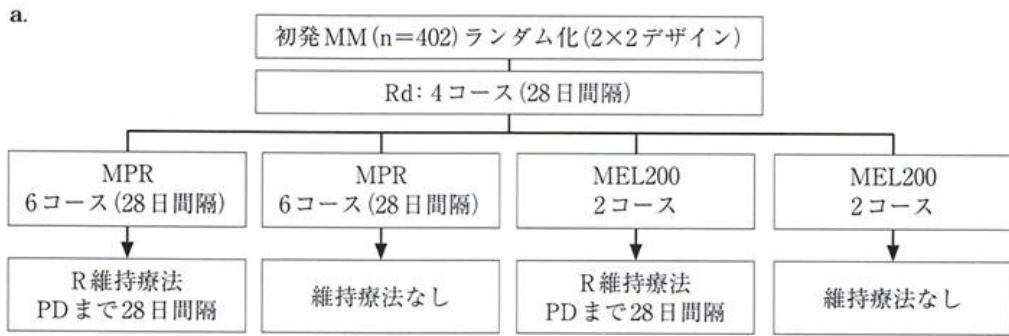 a.
初発MM(n=402)ランダム化(2×2デザイン)
Rd: 4コース(28日間隔)
MPR
6コース(28日間隔)
MPR
6コース(28日間隔)
MEL200
2コース
MEL200
2コース
R維持療法
PDまで28日間隔
維持療法なし
R維持療法
PDまで28日間隔
維持療法なし